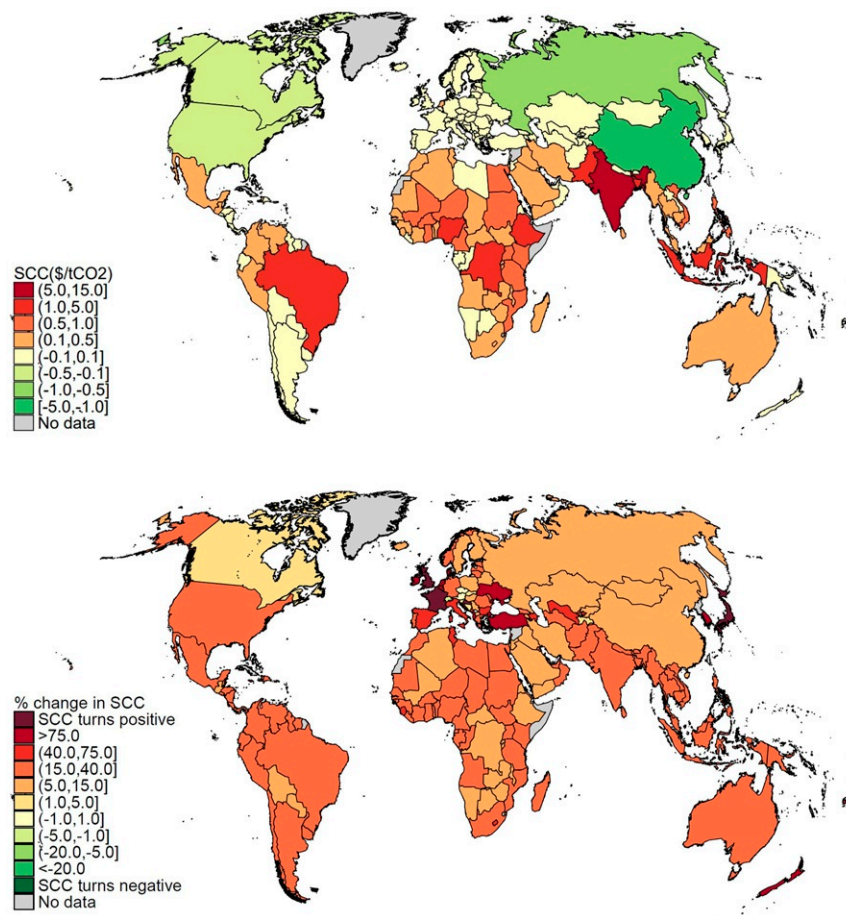 SCC($/tCO2)
(5.0,15.0]
(1.0,5.0]
(0.5,1.0]
(0.1,0.5]
(-0.1,0.1]
(-0.5,-0.1]
(-1.0,-0.5]
[-5.0,-1.0]
No data
% change in SCC
SCC turns positive
>75.0
(40.0,75.0]
(15.0,40.0]
(5.0,15.0]
(1.0,5.0]
(-1.0,1.0]
(-5.0,-1.0]
(-20.0,-5.0]
<-20.0
SCC turns negative
No data